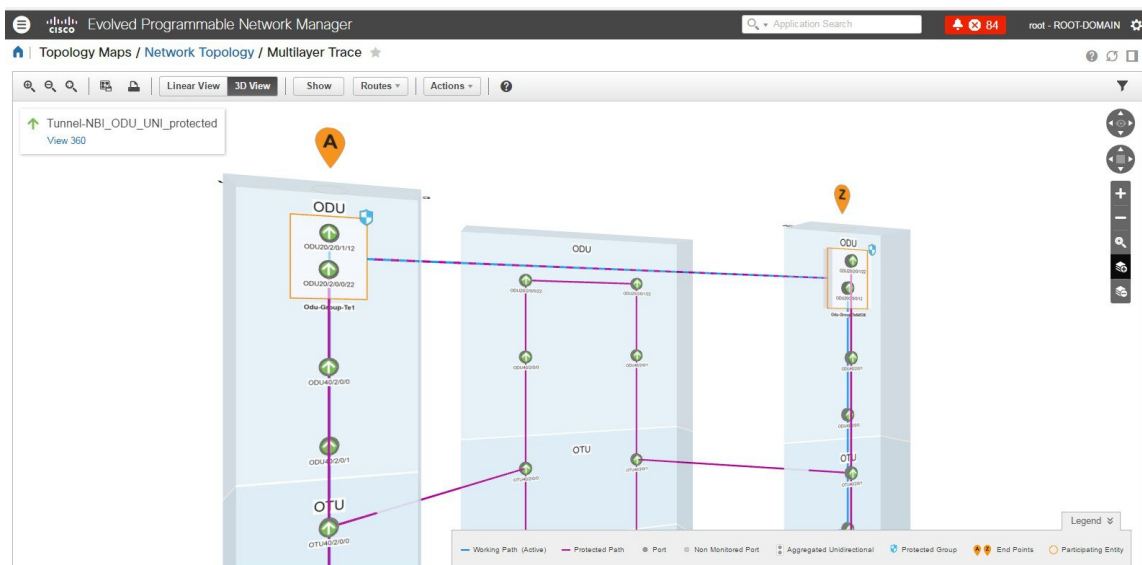 cisco Evolved Programmable Network Manager
Application Search
84
root - ROOT-DOMAIN
Topology Maps / Network Topology / Multilayer Trace
Linear View 3D View Show Routes Actions
Tunnel-NBI_ODU_UNI_protected
View 360
A
Z
ODU
ODU20/2/0/1/12
ODU20/2/0/0/22
Odu-Group-Te1
ODU40/2/0/0
ODU40/2/0/1
OTU
OTU40/2/0/0
ODU
OTU
ODU
OTU
Legend
Working Path (Active) Protected Path Port Non Monitored Port Aggregated Unidirectional Protected Group A Z End Points Participating Entity